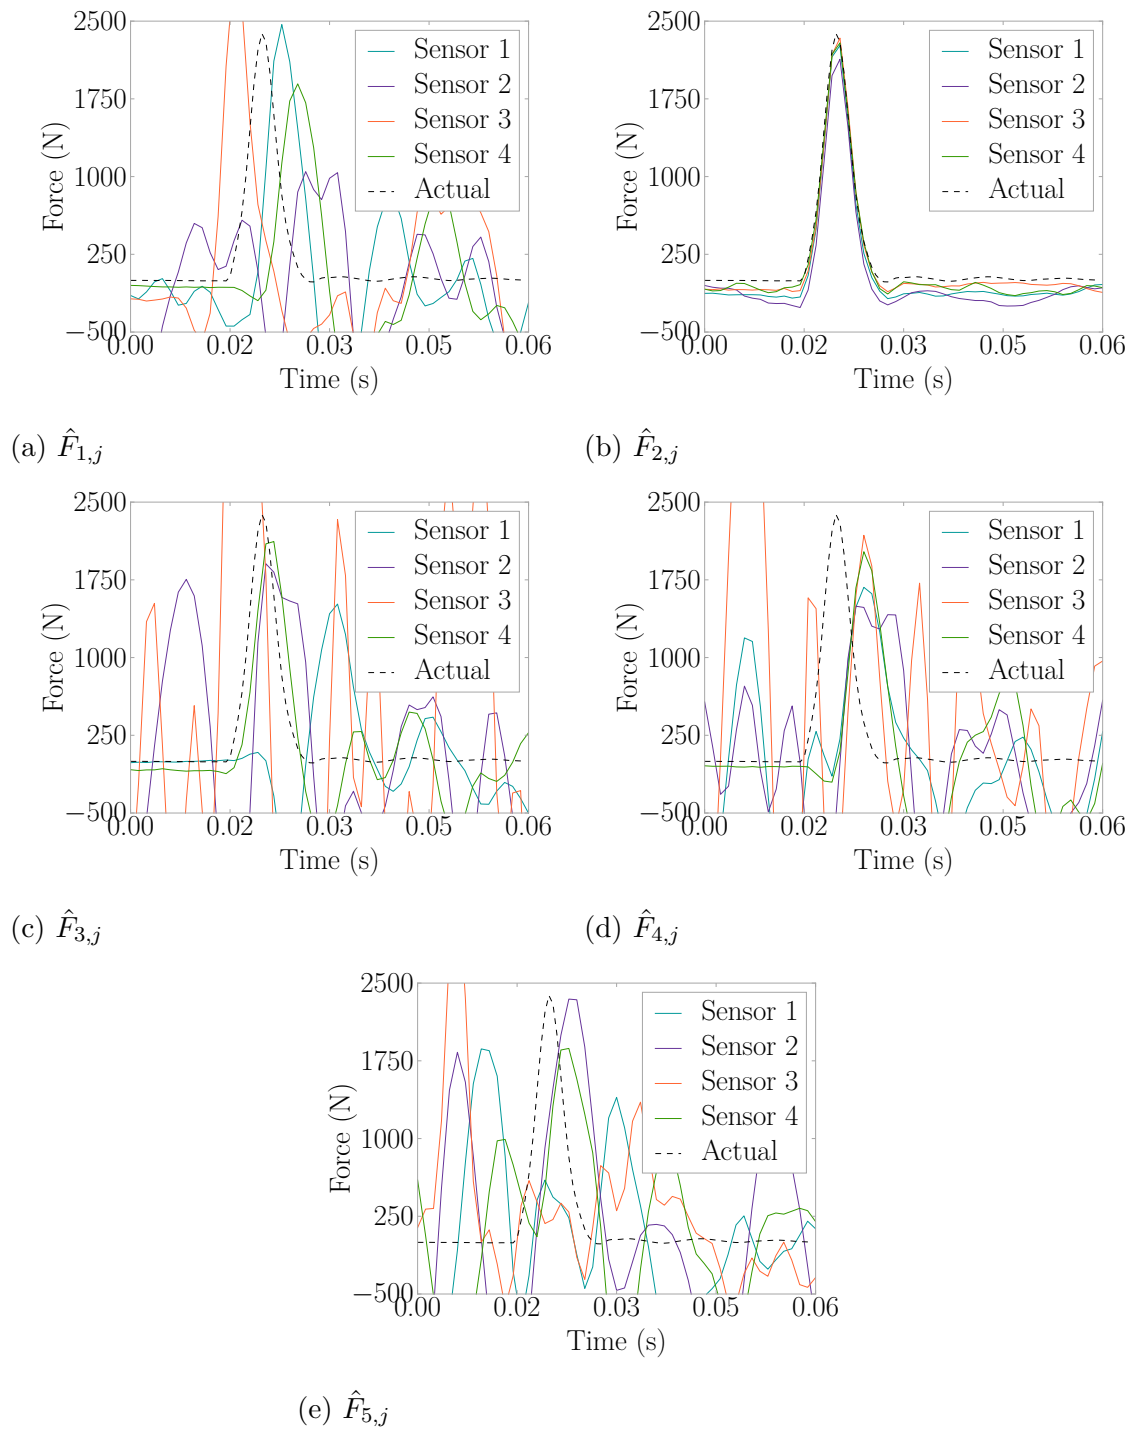 2500
1750
1000
250
−500
Force (N)
0.00
0.02
0.03
0.05
0.06
Time (s)
Sensor 1
Sensor 2
Sensor 3
Sensor 4
Actual
(a) F̂1,j
2500
1750
1000
250
−500
Force (N)
0.00
0.02
0.03
0.05
0.06
Time (s)
Sensor 1
Sensor 2
Sensor 3
Sensor 4
Actual
(b) F̂2,j
2500
1750
1000
250
−500
Force (N)
0.00
0.02
0.03
0.05
0.06
Time (s)
Sensor 1
Sensor 2
Sensor 3
Sensor 4
Actual
(c) F̂3,j
2500
1750
1000
250
−500
Force (N)
0.00
0.02
0.03
0.05
0.06
Time (s)
Sensor 1
Sensor 2
Sensor 3
Sensor 4
Actual
(d) F̂4,j
2500
1750
1000
250
−500
Force (N)
0.00
0.02
0.03
0.05
0.06
Time (s)
Sensor 1
Sensor 2
Sensor 3
Sensor 4
Actual
(e) F̂5,j